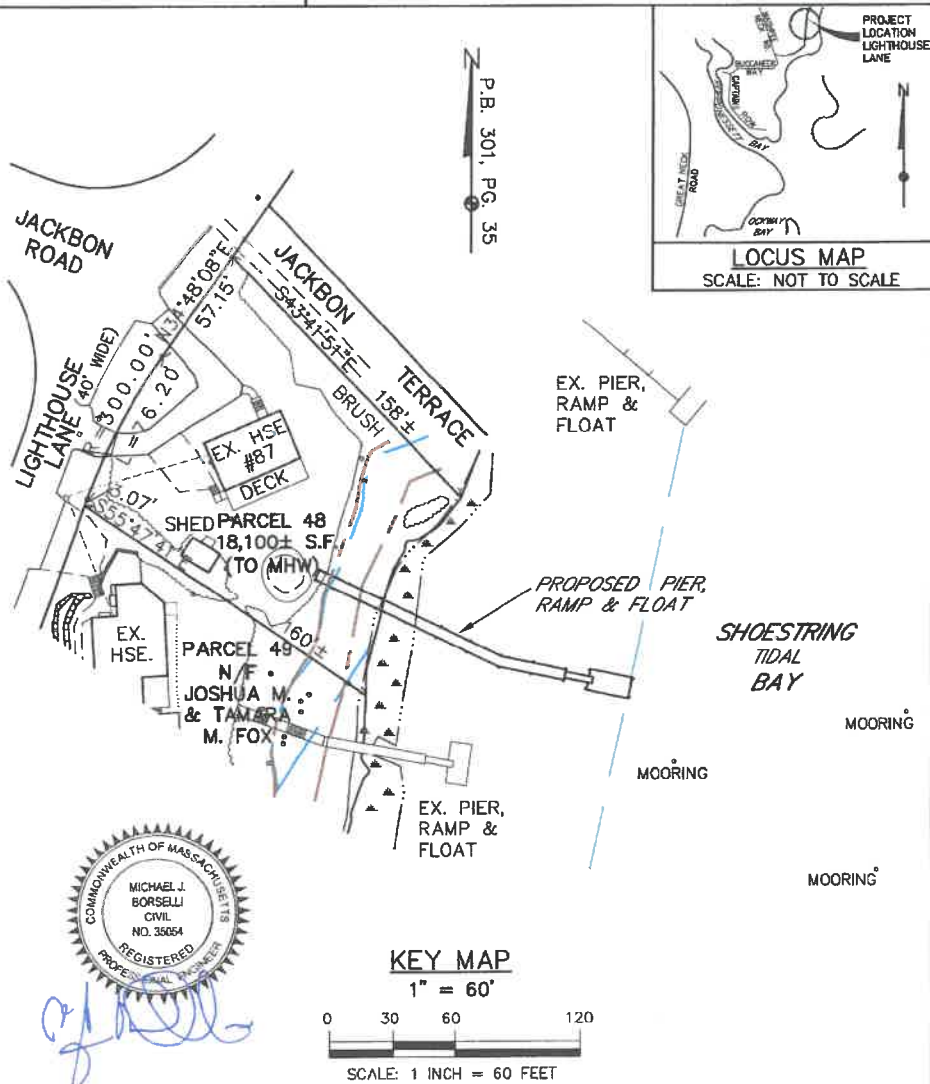 PROJECT
LOCATION
LIGHTHOUSE
LANE
BUCCANEER
WAY
CAPTAIN
BAY
GREAT NECK
ROAD
OCKWAY
BAY
N
LOCUS MAP
SCALE: NOT TO SCALE
N
P.B. 301, PG. 35
JACKBON
ROAD
JACKBON
TERRACE
S43°41'51"E
158'±
N34°48'08"E
57.15'
LIGHTHOUSE
LANE
40' WIDE)
R=300.00'
76.20'
BRUSH
EX. HSE
#87
DECK
S55°47'41
SHED
PARCEL 48
18,100± S.F.
(TO MHW)
EX. PIER,
RAMP &
FLOAT
PROPOSED PIER,
RAMP & FLOAT
SHOESTRING
TIDAL
BAY
EX.
HSE.
PARCEL 49
N/F
JOSHUA M.
& TAMARA
M. FOX
MOORING
MOORING
EX. PIER,
RAMP &
FLOAT
MOORING
COMMONWEALTH OF MASSACHUSETTS
MICHAEL J.
BORSELLI
CIVIL
NO. 35054
REGISTERED
PROFESSIONAL ENGINEER
KEY MAP
1" = 60'
0 30 60 120
SCALE: 1 INCH = 60 FEET